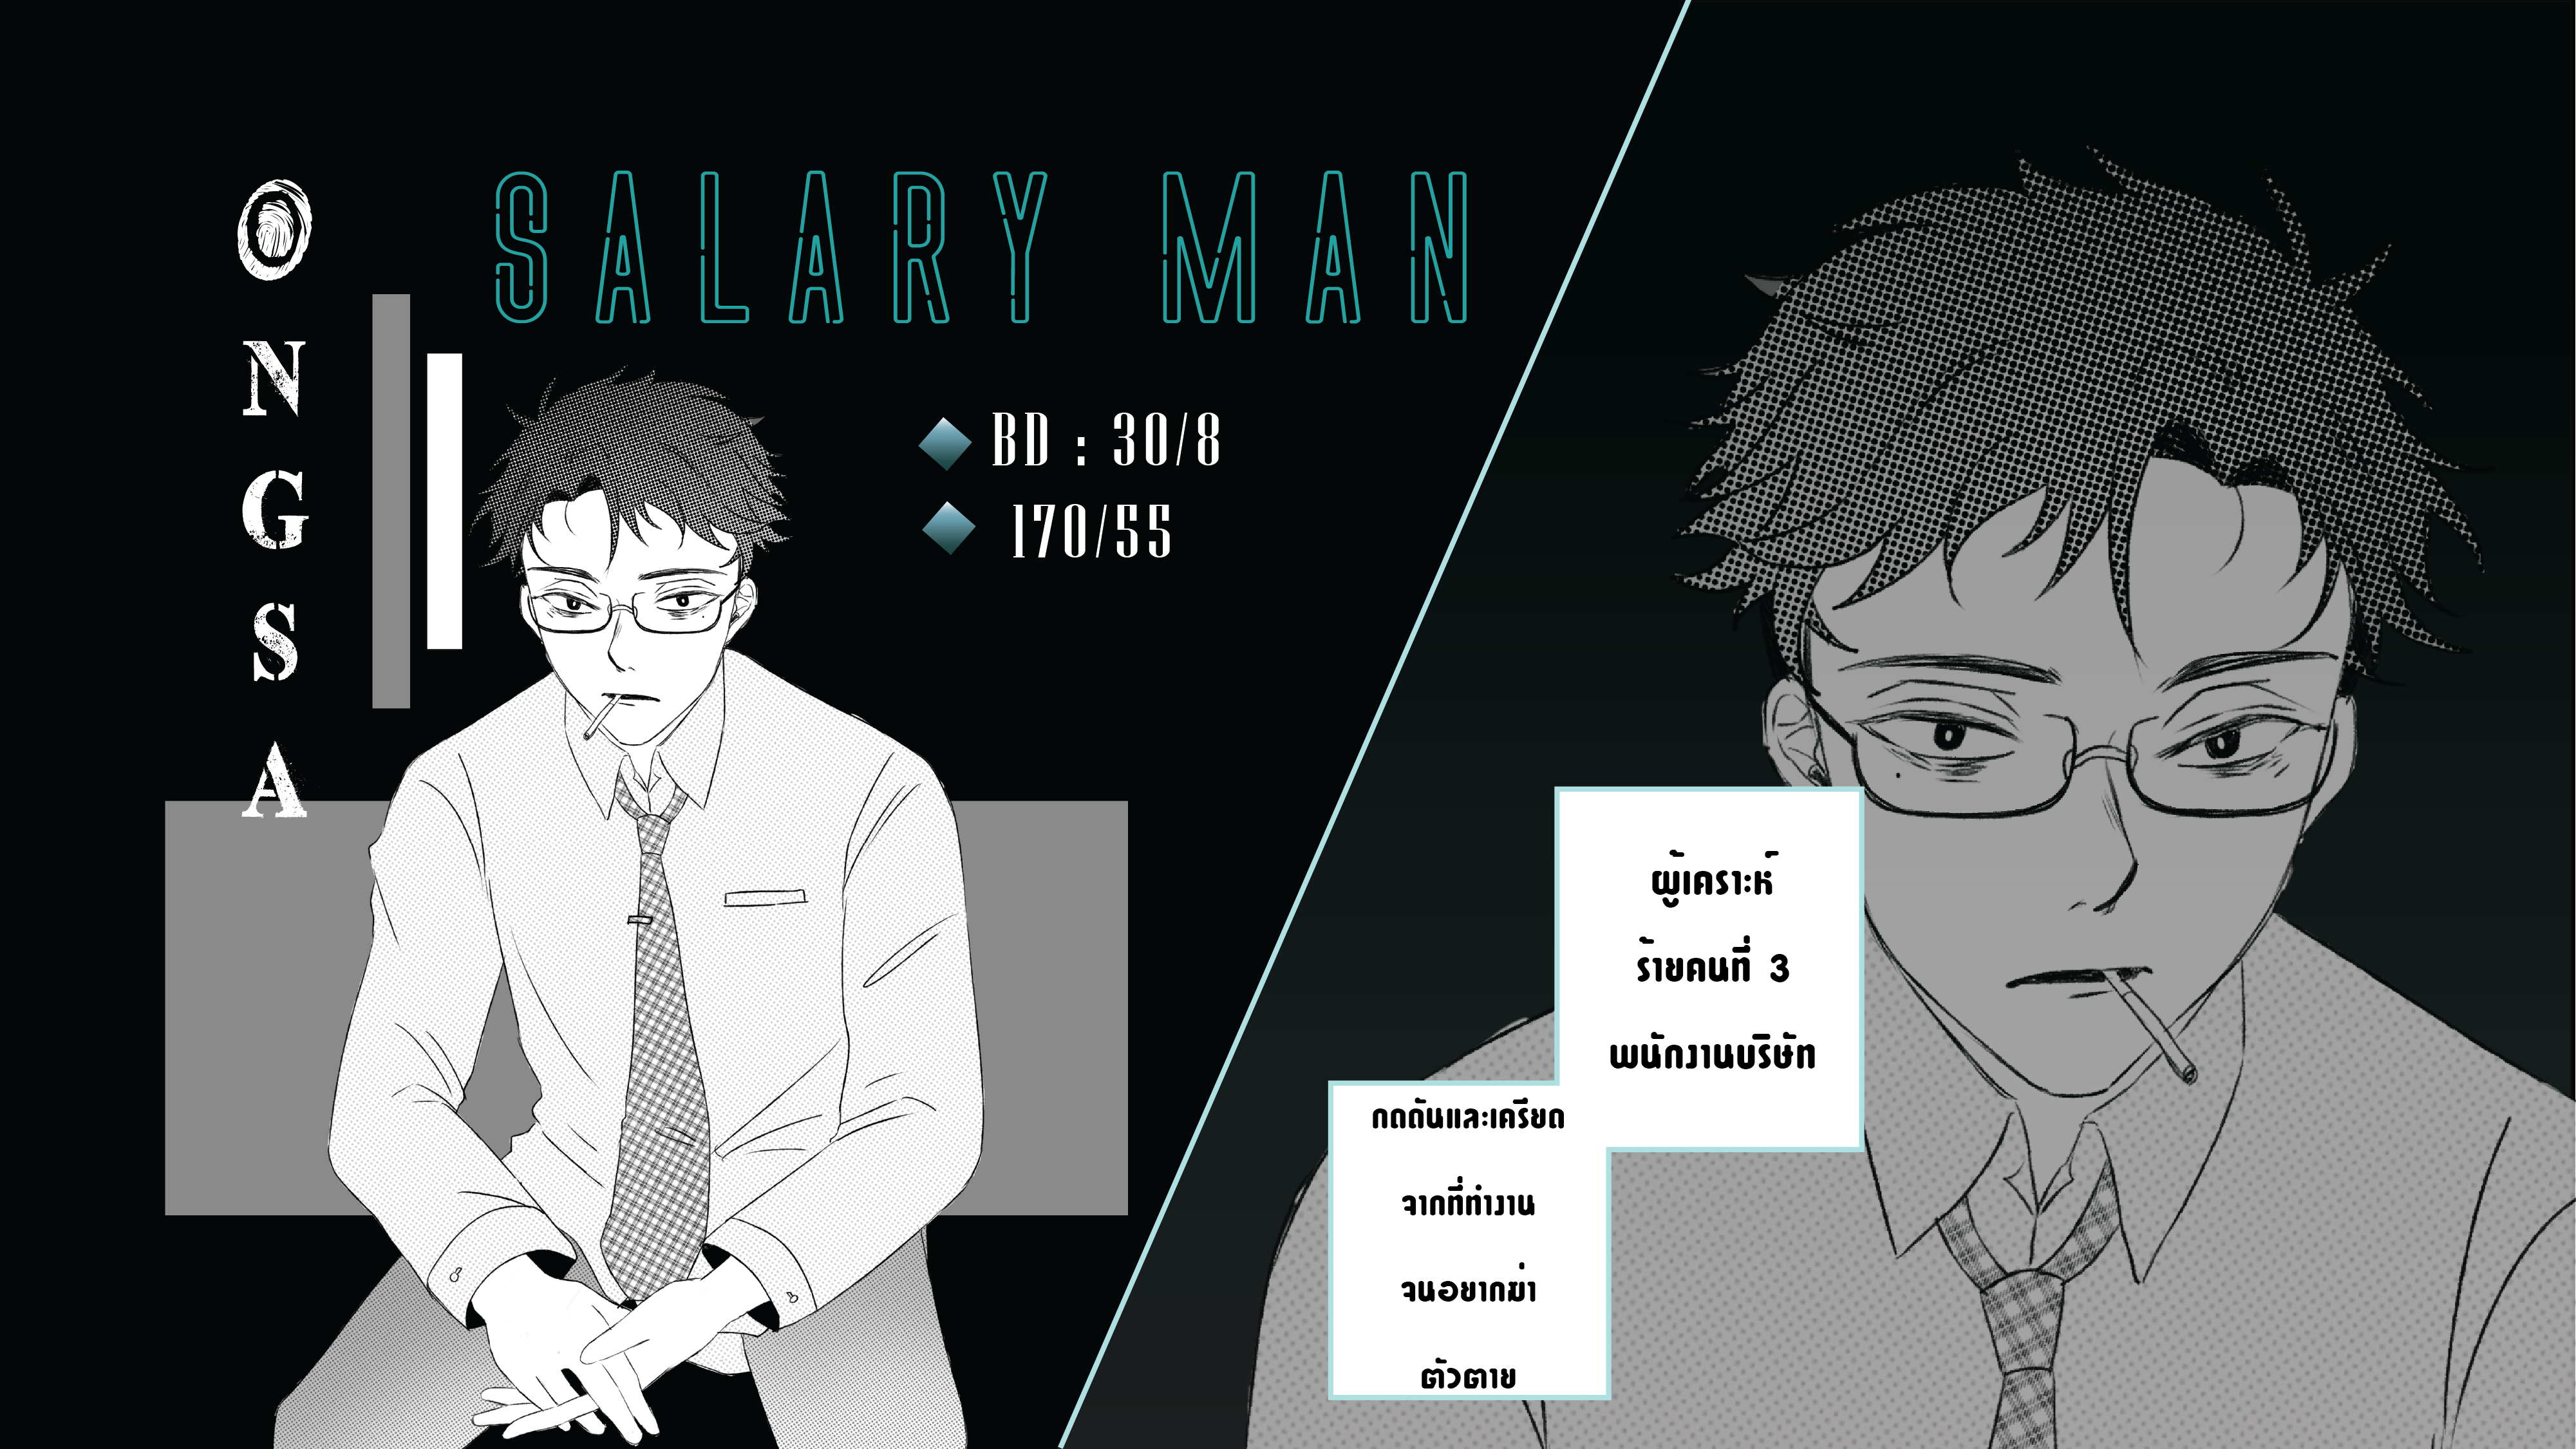 ONGSA
SALARY MAN
BD : 30/8
170/55
ผู้เคราะห์
ร้ายคนที่ 3
พนักงานบริษัท
กดดันและเครียด
จากที่ทำงาน
จนอยากฆ่า
ตัวตาย